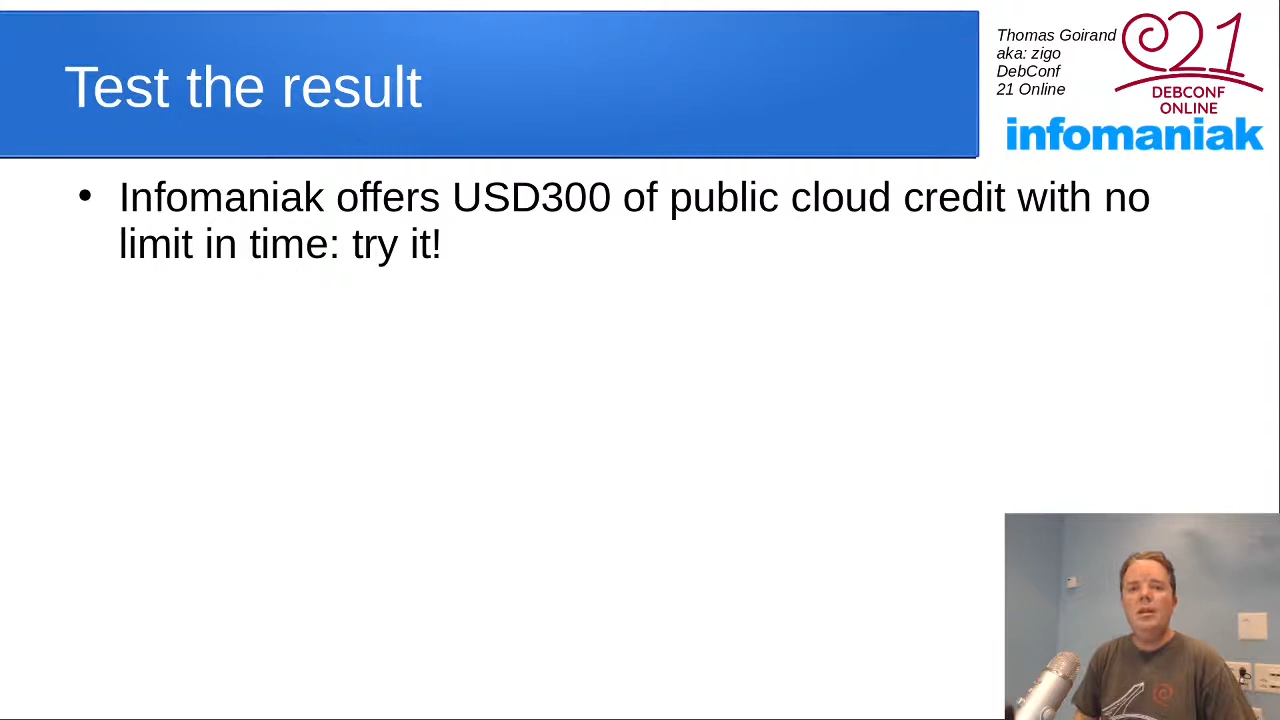 Test the result
Thomas Goirand
aka: zigo
DebConf
21 Online
21
DEBCONF
ONLINE
infomaniak
• Infomaniak offers USD300 of public cloud credit with no
limit in time: try it!